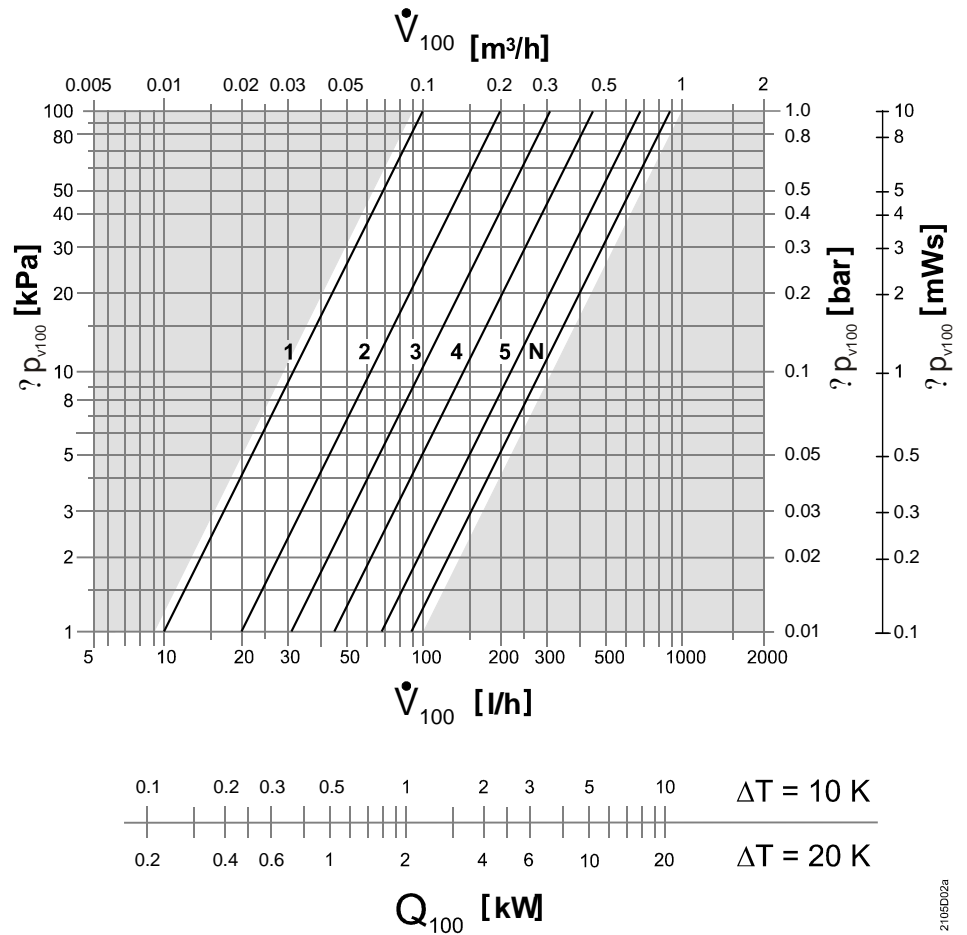 V̇100 [m³/h]
0.005 0.01 0.02 0.03 0.05 0.1 0.2 0.3 0.5 1 2
100 1.0 10
80 0.8 8
50 0.5 5
40 0.4 4
30 0.3 3
20 0.2 2
? pv100 [kPa]
? pv100 [bar]
? pv100 [mWs]
1 2 3 4 5 N
10 0.1 1
8
5 0.05 0.5
3 0.03 0.3
2 0.02 0.2
1 0.01 0.1
5 10 20 30 50 100 200 300 500 1000 2000
V̇100 [l/h]
0.1 0.2 0.3 0.5 1 2 3 5 10 ΔT = 10 K
0.2 0.4 0.6 1 2 4 6 10 20 ΔT = 20 K
Q100 [kW]
2105D02a